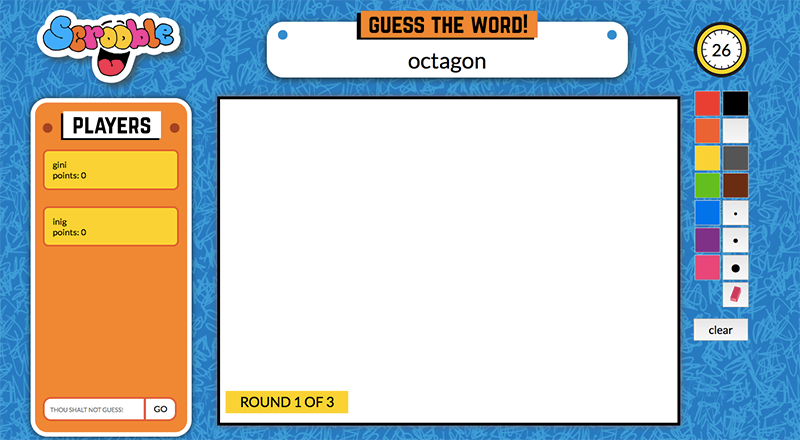 Scrooble
GUESS THE WORD!
octagon
26
PLAYERS
gini
points: 0
inig
points: 0
THOU SHALT NOT GUESS!
GO
ROUND 1 OF 3
clear